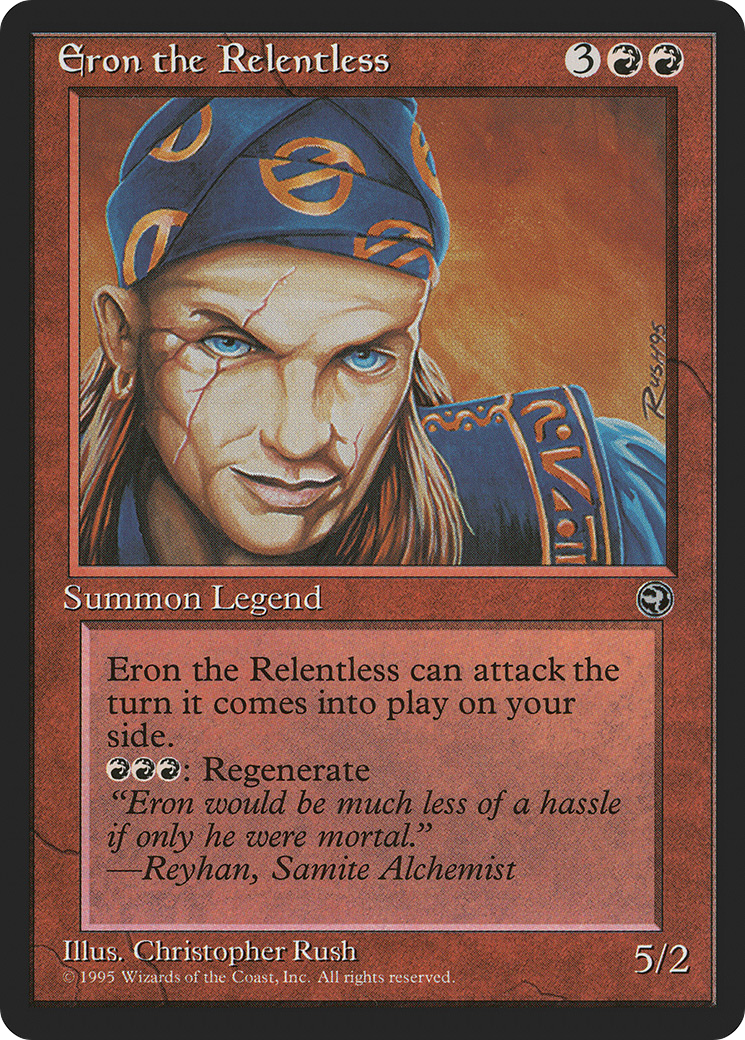 Eron the Relentless
3
RUSH95
Summon Legend
Eron the Relentless can attack the
turn it comes into play on your
side.
: Regenerate
“Eron would be much less of a hassle
if only he were mortal.”
—Reyhan, Samite Alchemist
Illus. Christopher Rush
5/2
© 1995 Wizards of the Coast, Inc. All rights reserved.